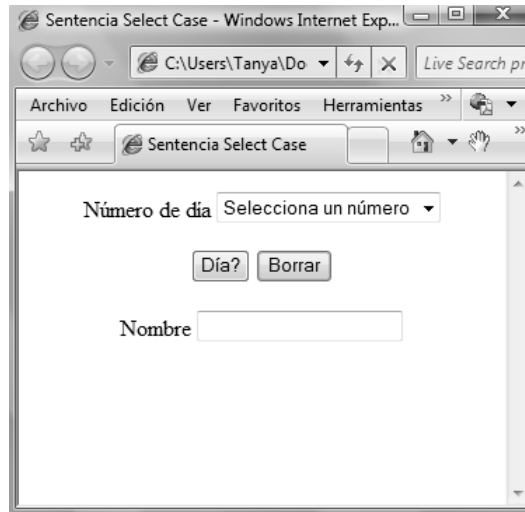 Sentencia Select Case - Windows Internet Exp...
C:\Users\Tanya\Do
Live Search pr
Archivo Edición Ver Favoritos Herramientas »
Sentencia Select Case »
Número de día Selecciona un número
Día? Borrar
Nombre